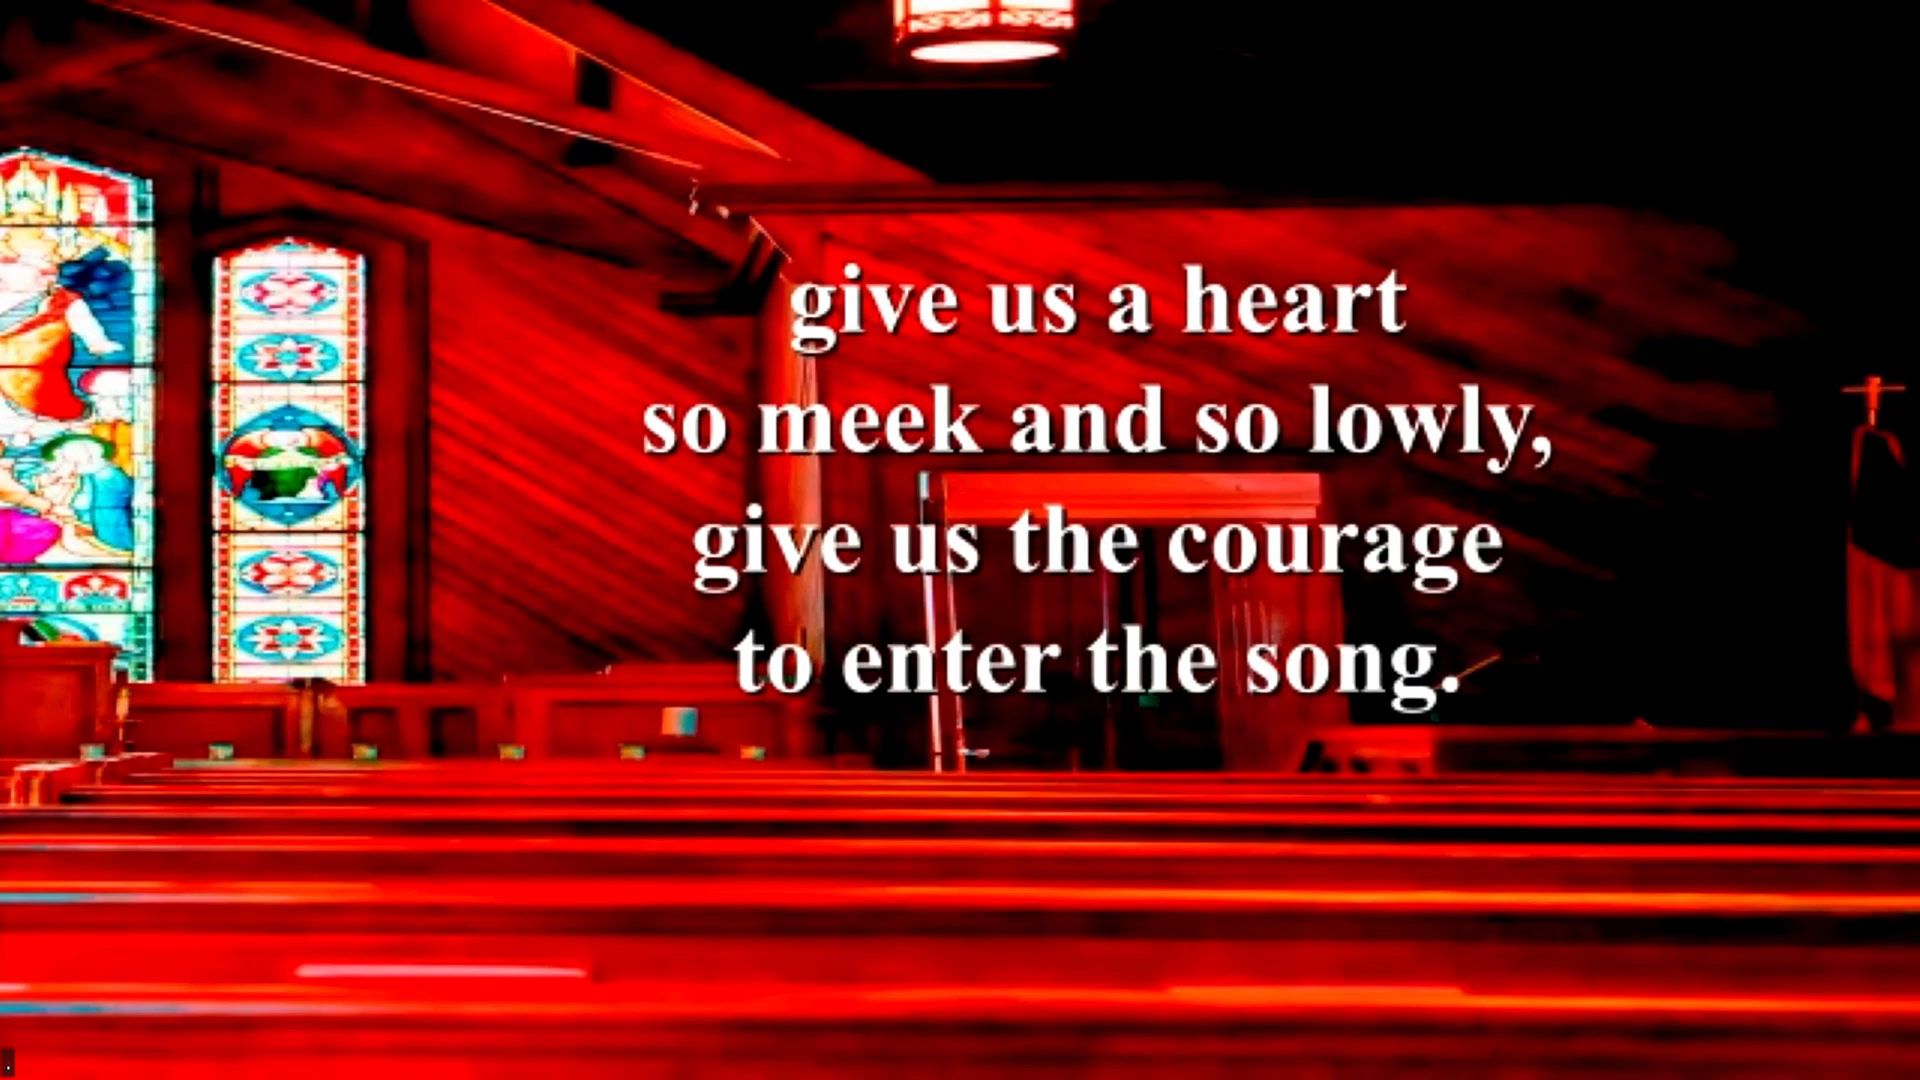 give us a heart
so meek and so lowly,
give us the courage
to enter the song.